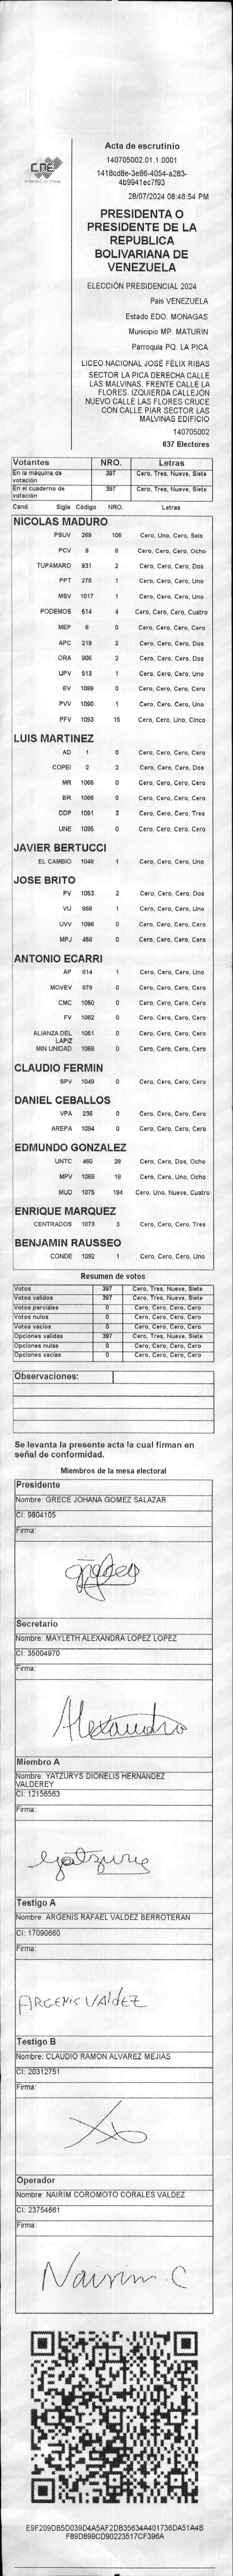 CNE
Acta de escrutinio
140705002.01.1.0001
1418cd8e-3e86-4054-a283-
4b9941ec7f93
28/07/2024 08:46:54 PM
PRESIDENTA O
PRESIDENTE DE LA
REPUBLICA
BOLIVARIANA DE
VENEZUELA
ELECCIÓN PRESIDENCIAL 2024
País VENEZUELA
Estado EDO. MONAGAS
Municipio MP. MATURIN
Parroquia PQ. LA PICA
LICEO NACIONAL JOSÉ FÉLIX RIBAS
SECTOR LA PICA DERECHA CALLE
LAS MALVINAS. FRENTE CALLE LA
FLORES. IZQUIERDA CALLEJÓN
NUEVO CALLE LAS FLORES CRUCE
CON CALLE PIAR SECTOR LAS
MALVINAS EDIFICIO
140705002
637 Electores
Votantes NRO. Letras
En la máquina de votación 397 Cero, Tres, Nueve, Siete
En el cuaderno de votación 397 Cero, Tres, Nueve, Siete
Cand. Sigla Código NRO. Letras
NICOLAS MADURO
PSUV 269 106 Cero, Uno, Cero, Seis
PCV 9 8 Cero, Cero, Cero, Ocho
TUPAMARO 931 2 Cero, Cero, Cero, Dos
PPT 276 1 Cero, Cero, Cero, Uno
MSV 1017 1 Cero, Cero, Cero, Uno
PODEMOS 614 4 Cero, Cero, Cero, Cuatro
MEP 6 0 Cero, Cero, Cero, Cero
APC 219 2 Cero, Cero, Cero, Dos
ORA 906 2 Cero, Cero, Cero, Dos
UPV 513 1 Cero, Cero, Cero, Uno
EV 1089 0 Cero, Cero, Cero, Cero
PVV 1090 1 Cero, Cero, Cero, Uno
PFV 1093 15 Cero, Cero, Uno, Cinco
LUIS MARTINEZ
AD 1 0 Cero, Cero, Cero, Cero
COPEI 2 2 Cero, Cero, Cero, Dos
MR 1065 0 Cero, Cero, Cero, Cero
BR 1066 0 Cero, Cero, Cero, Cero
DDP 1091 3 Cero, Cero, Cero, Tres
UNE 1095 0 Cero, Cero, Cero, Cero
JAVIER BERTUCCI
EL CAMBIO 1048 1 Cero, Cero, Cero, Uno
JOSE BRITO
PV 1053 2 Cero, Cero, Cero, Dos
VU 868 1 Cero, Cero, Cero, Uno
UVV 1096 0 Cero, Cero, Cero, Cero
MPJ 458 0 Cero, Cero, Cero, Cero
ANTONIO ECARRI
AP 814 1 Cero, Cero, Cero, Uno
MOVEV 878 0 Cero, Cero, Cero, Cero
CMC 1050 0 Cero, Cero, Cero, Cero
FV 1062 0 Cero, Cero, Cero, Cero
ALIANZA DEL LAPIZ 1051 0 Cero, Cero, Cero, Cero
MIN UNIDAD 1058 0 Cero, Cero, Cero, Cero
CLAUDIO FERMIN
SPV 1049 0 Cero, Cero, Cero, Cero
DANIEL CEBALLOS
VPA 236 0 Cero, Cero, Cero, Cero
AREPA 1094 0 Cero, Cero, Cero, Cero
EDMUNDO GONZALEZ
UNTC 460 28 Cero, Cero, Dos, Ocho
MPV 1069 18 Cero, Cero, Uno, Ocho
MUD 1075 194 Cero, Uno, Nueve, Cuatro
ENRIQUE MARQUEZ
CENTRADOS 1073 3 Cero, Cero, Cero, Tres
BENJAMIN RAUSSEO
CONDE 1092 1 Cero, Cero, Cero, Uno
Resumen de votos
Votos 397 Cero, Tres, Nueve, Siete
Votos validos 397 Cero, Tres, Nueve, Siete
Votos parciales 0 Cero, Cero, Cero, Cero
Votos nulos 0 Cero, Cero, Cero, Cero
Votos vacíos 0 Cero, Cero, Cero, Cero
Opciones validas 397 Cero, Tres, Nueve, Siete
Opciones nulas 0 Cero, Cero, Cero, Cero
Opciones vacías 0 Cero, Cero, Cero, Cero
Observaciones:
Se levanta la presente acta la cual firman en
señal de conformidad.
Miembros de la mesa electoral
Presidente
Nombre: GRECE JOHANA GOMEZ SALAZAR
CI: 9804105
Firma:
Secretario
Nombre: MAYLETH ALEXANDRA LOPEZ LOPEZ
CI: 35004970
Firma:
Alexandra
Miembro A
Nombre: YATZURYS DIONELIS HERNANDEZ
VALDEREY
CI: 12156563
Firma:
Yatzurys
Testigo A
Nombre: ARGENIS RAFAEL VALDEZ BERROTERAN
CI: 17090660
Firma:
ARGENIS VAldEZ
Testigo B
Nombre: CLAUDIO RAMON ALVAREZ MEJIAS
CI: 20312751
Firma:
Operador
Nombre: NAIRIM COROMOTO CORALES VALDEZ
CI: 23754661
Firma:
Nairim C
E9F209DB5D039D4A5AF2DB35634A401736DA51A4B
F89D899CD90223517CF396A